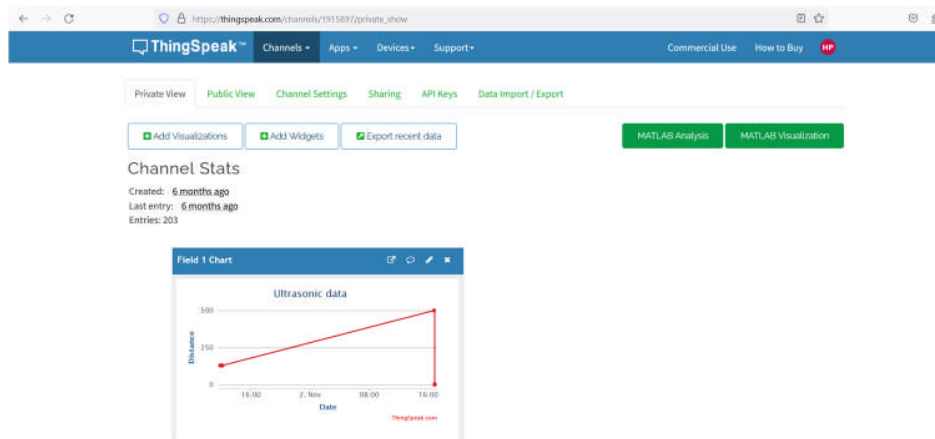 https://thingspeak.com/channels/1915897/private_show
ThingSpeak™ Channels Apps Devices Support Commercial Use How to Buy HP
Private View Public View Channel Settings Sharing API Keys Data Import / Export
Add Visualizations Add Widgets Export recent data MATLAB Analysis MATLAB Visualization
Channel Stats
Created: 6 months ago
Last entry: 6 months ago
Entries: 203
Field 1 Chart
Ultrasonic data
500
250
0
Distance
16:00 2. Nov 08:00 16:00
Date
ThingSpeak.com